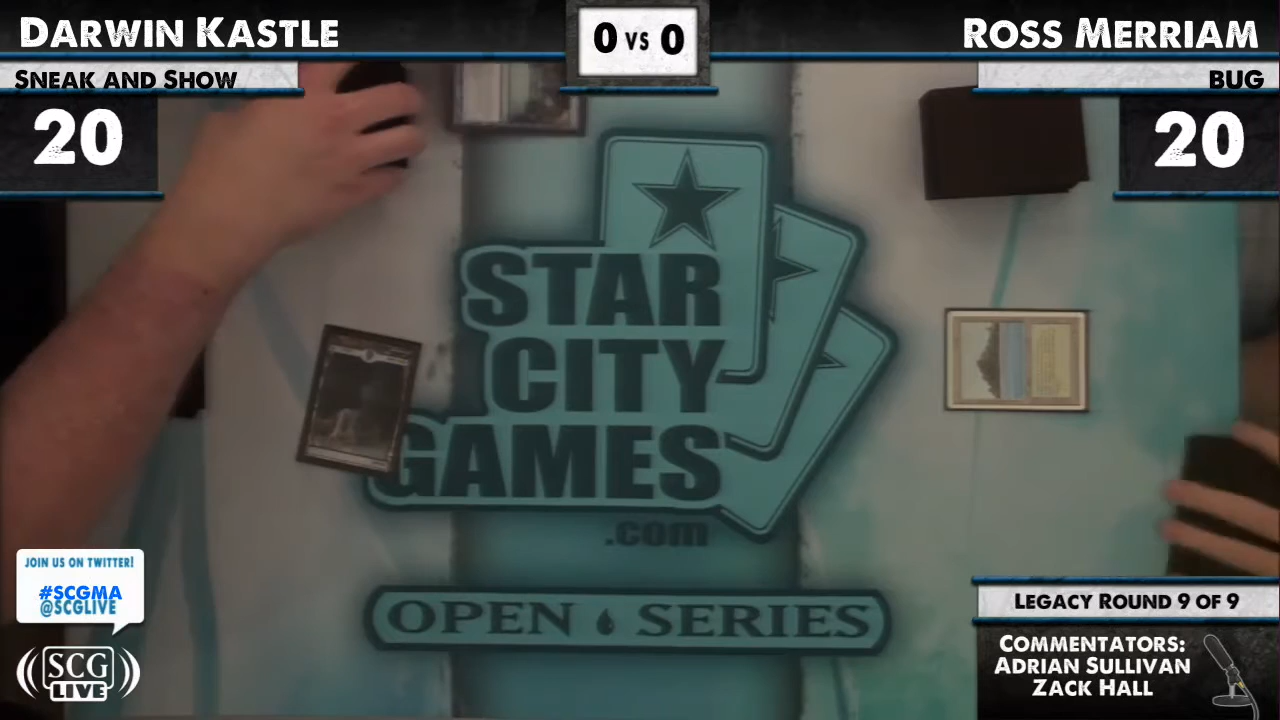 DARWIN KASTLE
0 VS 0
ROSS MERRIAM
SNEAK AND SHOW
BUG
20
20
STAR
CITY
GAMES
.com
OPEN SERIES
JOIN US ON TWITTER!
#SCGMA
@SCGLIVE
SCG
LIVE
LEGACY ROUND 9 OF 9
COMMENTATORS:
ADRIAN SULLIVAN
ZACK HALL